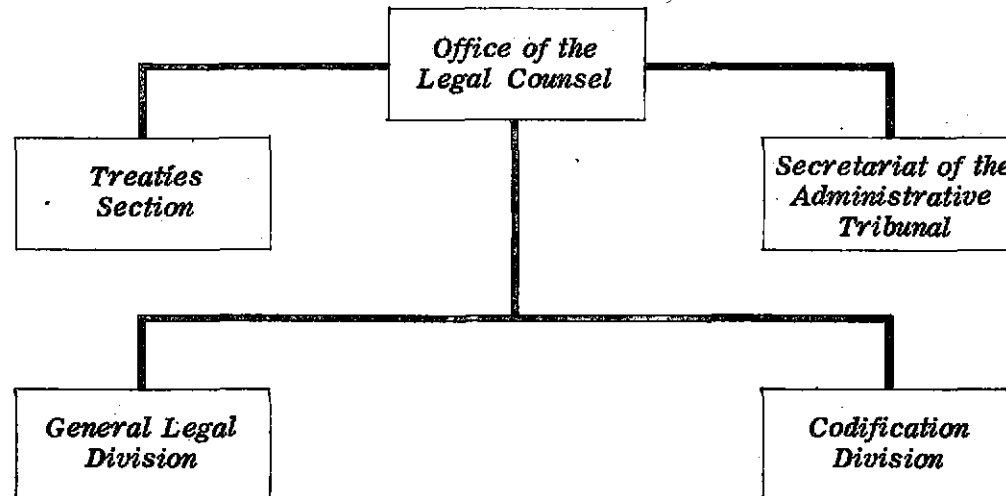 Office of the
Legal Counsel
Treaties
Section
Secretariat of the
Administrative
Tribunal
General Legal
Division
Codification
Division